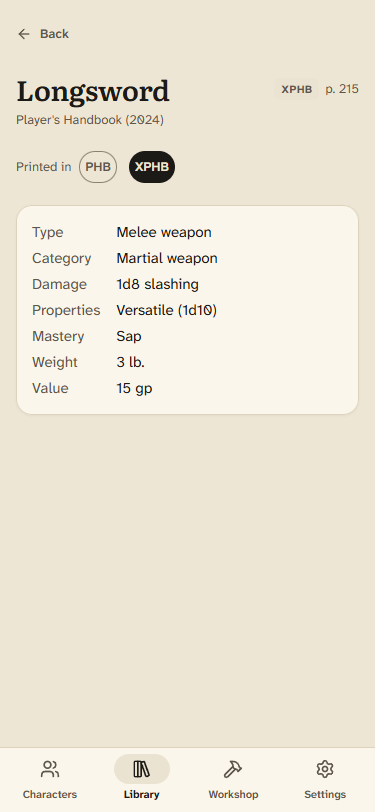 Back
Longsword
XPHB p. 215
Player's Handbook (2024)
Printed in PHB XPHB
Type Melee weapon
Category Martial weapon
Damage 1d8 slashing
Properties Versatile (1d10)
Mastery Sap
Weight 3 lb.
Value 15 gp
Characters Library Workshop Settings